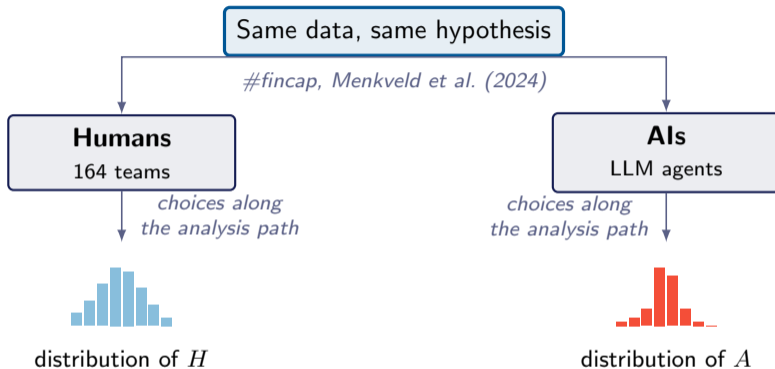 Same data, same hypothesis
#fincap, Menkveld et al. (2024)
Humans
164 teams
AIs
LLM agents
choices along
the analysis path
choices along
the analysis path
distribution of H
distribution of A